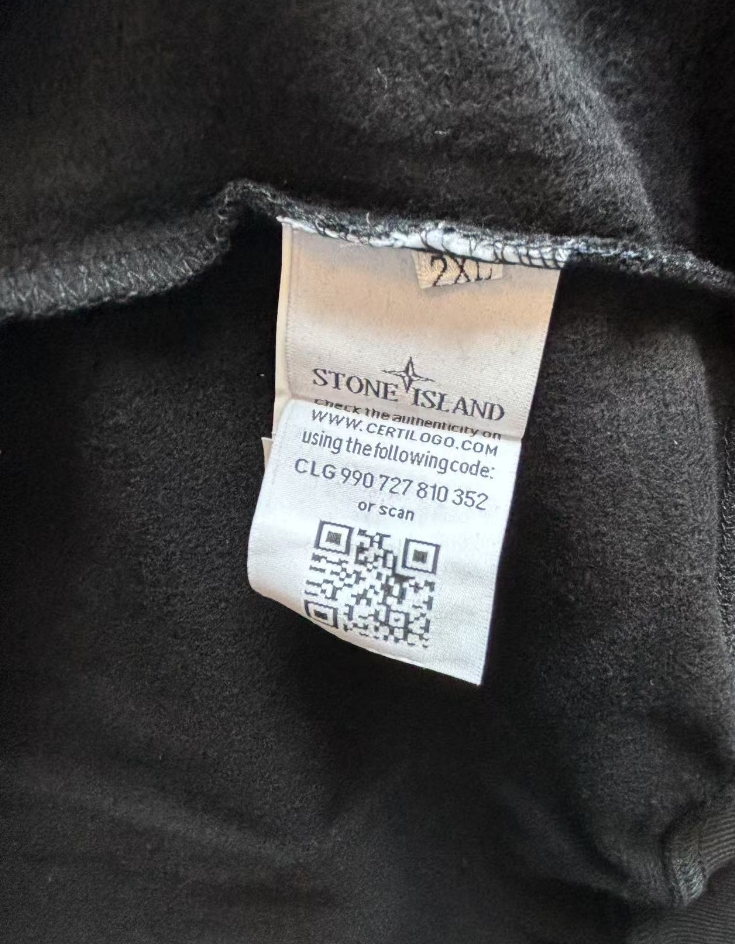 2XL
STONE ISLAND
Check the authenticity on
WWW.CERTILOGO.COM
using the following code:
CLG 990 727 810 352
or scan